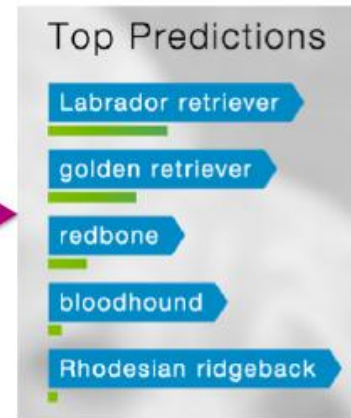 Top Predictions
Labrador retriever
golden retriever
redbone
bloodhound
Rhodesian ridgeback